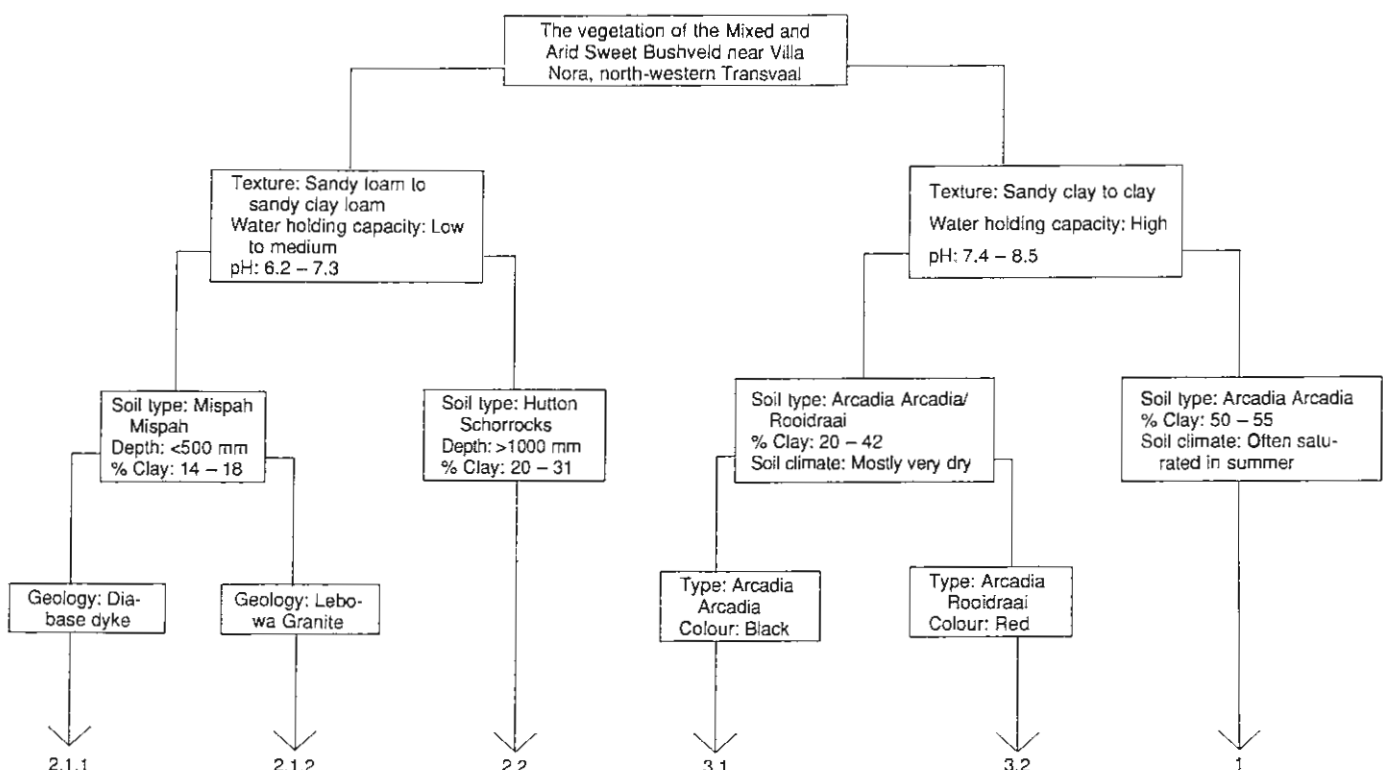 The vegetation of the Mixed and
Arid Sweet Bushveld near Villa
Nora, north-western Transvaal
Texture: Sandy loam to
sandy clay loam
Water holding capacity: Low
to medium
pH: 6.2 – 7.3
Texture: Sandy clay to clay
Water holding capacity: High
pH: 7.4 – 8.5
Soil type: Mispah
Mispah
Depth: <500 mm
% Clay: 14 – 18
Soil type: Hutton
Schorrocks
Depth: >1000 mm
% Clay: 20 – 31
Soil type: Arcadia Arcadia/
Rooidraai
% Clay: 20 – 42
Soil climate: Mostly very dry
Soil type: Arcadia Arcadia
% Clay: 50 – 55
Soil climate: Often satu-
rated in summer
Geology: Dia-
base dyke
Geology: Lebo-
wa Granite
Type: Arcadia
Arcadia
Colour: Black
Type: Arcadia
Rooidraai
Colour: Red
2.1.1
2.1.2
2.2
3.1
3.2
1